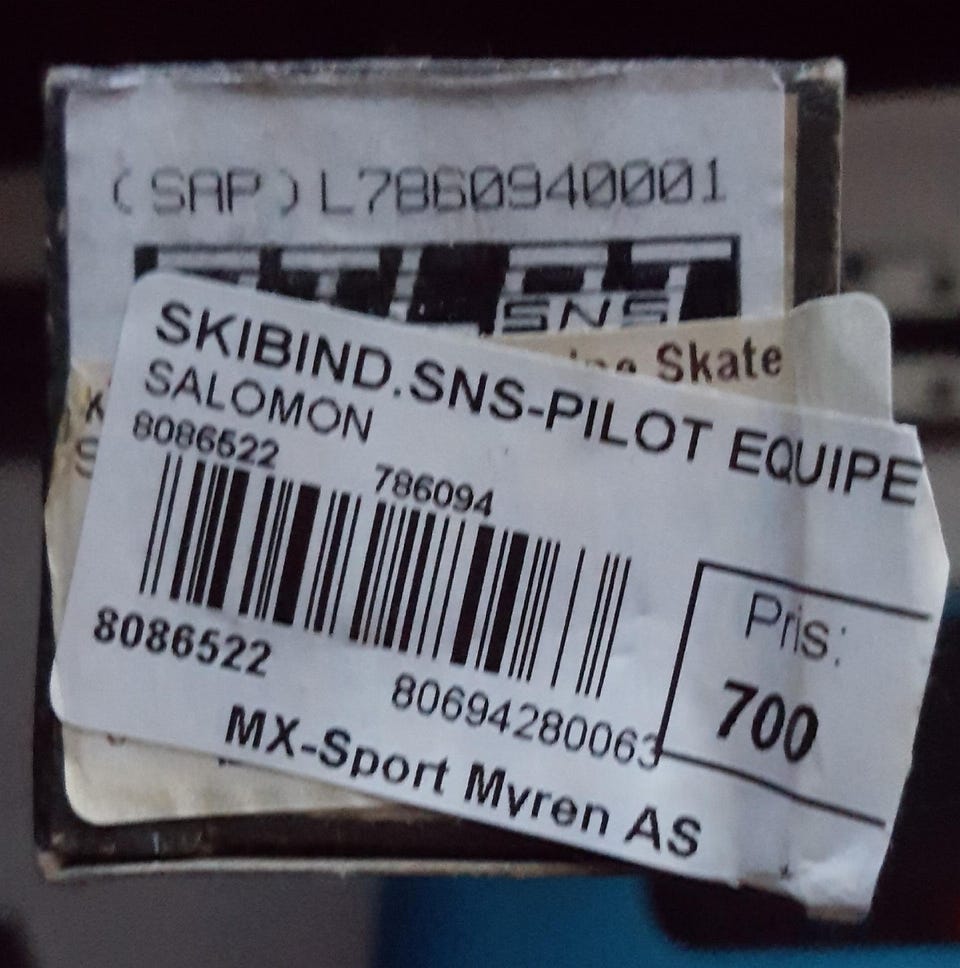 (SAP)L7860940001
SNS
Skate
SKIBIND.SNS-PILOT EQUIPE
SALOMON
8086522
786094
8086522
80694280063
Pris:
700
MX-Sport Myren AS